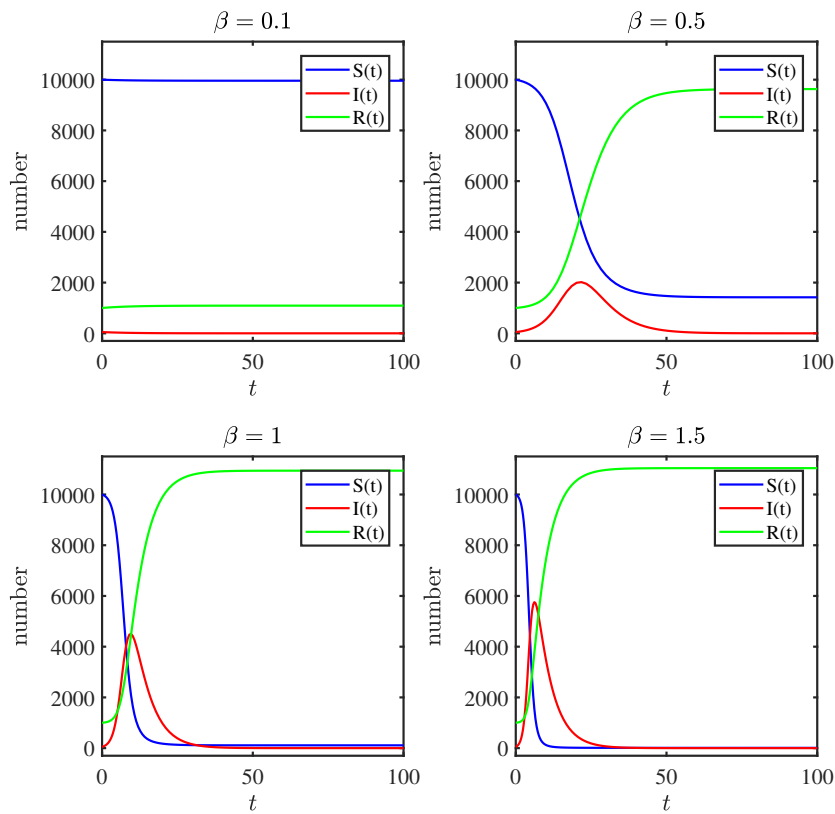 β = 0.1
10000
8000
6000
4000
2000
0
number
S(t)
I(t)
R(t)
0
50
100
t
β = 0.5
10000
8000
6000
4000
2000
0
number
S(t)
I(t)
R(t)
0
50
100
t
β = 1
10000
8000
6000
4000
2000
0
number
S(t)
I(t)
R(t)
0
50
100
t
β = 1.5
10000
8000
6000
4000
2000
0
number
S(t)
I(t)
R(t)
0
50
100
t